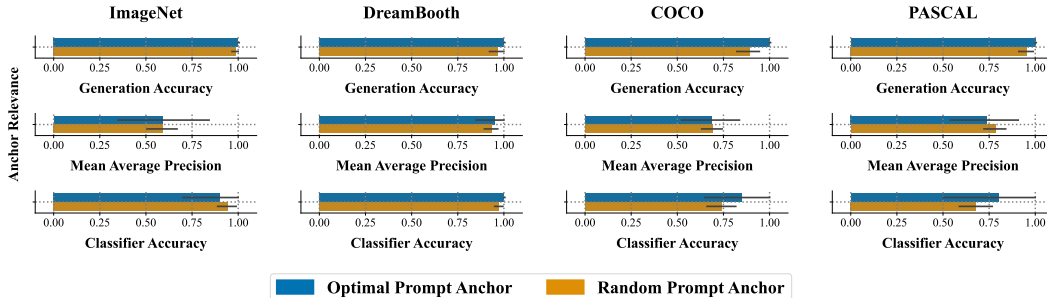 ImageNet DreamBooth COCO PASCAL
Anchor Relevance
0.00 0.25 0.50 0.75 1.00 0.00 0.25 0.50 0.75 1.00 0.00 0.25 0.50 0.75 1.00 0.00 0.25 0.50 0.75 1.00
Generation Accuracy Generation Accuracy Generation Accuracy Generation Accuracy
0.00 0.25 0.50 0.75 1.00 0.00 0.25 0.50 0.75 1.00 0.00 0.25 0.50 0.75 1.00 0.00 0.25 0.50 0.75 1.00
Mean Average Precision Mean Average Precision Mean Average Precision Mean Average Precision
0.00 0.25 0.50 0.75 1.00 0.00 0.25 0.50 0.75 1.00 0.00 0.25 0.50 0.75 1.00 0.00 0.25 0.50 0.75 1.00
Classifier Accuracy Classifier Accuracy Classifier Accuracy Classifier Accuracy
Optimal Prompt Anchor Random Prompt Anchor